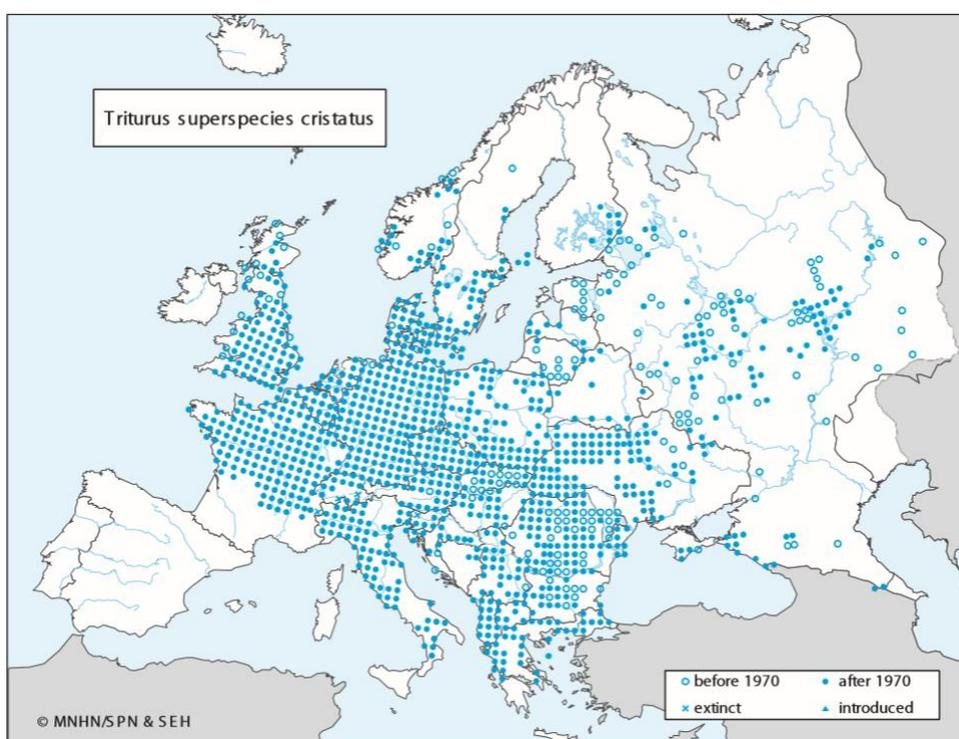 Triturus superspecies cristatus
before 1970
after 1970
extinct
introduced
© MNHN/SPN & SEH